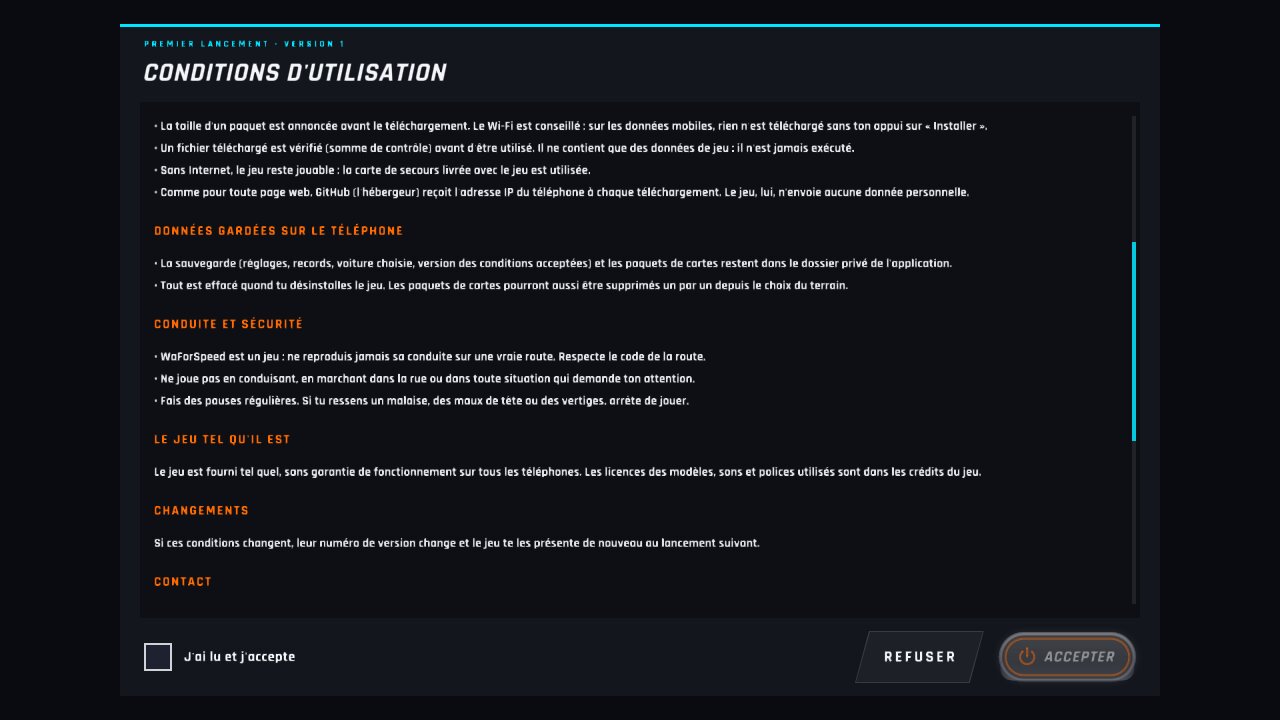 PREMIER LANCEMENT · VERSION 1
CONDITIONS D'UTILISATION
• La taille d'un paquet est annoncée avant le téléchargement. Le Wi-Fi est conseillé : sur les données mobiles, rien n'est téléchargé sans ton appui sur « Installer ».
• Un fichier téléchargé est vérifié (somme de contrôle) avant d'être utilisé. Il ne contient que des données de jeu : il n'est jamais exécuté.
• Sans Internet, le jeu reste jouable : la carte de secours livrée avec le jeu est utilisée.
• Comme pour toute page web, GitHub (l'hébergeur) reçoit l'adresse IP du téléphone à chaque téléchargement. Le jeu, lui, n'envoie aucune donnée personnelle.
DONNÉES GARDÉES SUR LE TÉLÉPHONE
• La sauvegarde (réglages, records, voiture choisie, version des conditions acceptées) et les paquets de cartes restent dans le dossier privé de l'application.
• Tout est effacé quand tu désinstalles le jeu. Les paquets de cartes pourront aussi être supprimés un par un depuis le choix du terrain.
CONDUITE ET SÉCURITÉ
• WaForSpeed est un jeu : ne reproduis jamais sa conduite sur une vraie route. Respecte le code de la route.
• Ne joue pas en conduisant, en marchant dans la rue ou dans toute situation qui demande ton attention.
• Fais des pauses régulières. Si tu ressens un malaise, des maux de tête ou des vertiges, arrête de jouer.
LE JEU TEL QU'IL EST
Le jeu est fourni tel quel, sans garantie de fonctionnement sur tous les téléphones. Les licences des modèles, sons et polices utilisés sont dans les crédits du jeu.
CHANGEMENTS
Si ces conditions changent, leur numéro de version change et le jeu te les présente de nouveau au lancement suivant.
CONTACT
J'ai lu et j'accepte
REFUSER
ACCEPTER